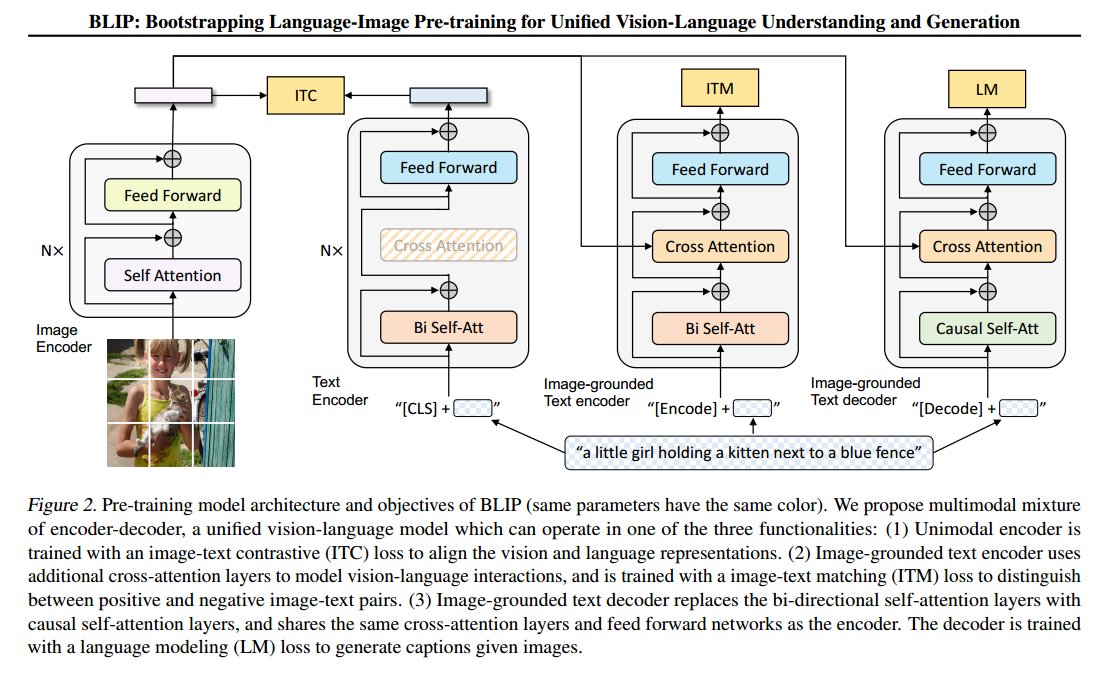 BLIP: Bootstrapping Language-Image Pre-training for Unified Vision-Language Understanding and Generation
ITC
ITM
LM
Feed Forward
Self Attention
N×
Image
Encoder
Feed Forward
Cross Attention
Bi Self-Att
N×
Text
Encoder
“[CLS] + ”
Feed Forward
Cross Attention
Bi Self-Att
Image-grounded
Text encoder
“[Encode] + ”
Feed Forward
Cross Attention
Causal Self-Att
Image-grounded
Text decoder
“[Decode] + ”
“a little girl holding a kitten next to a blue fence”
Figure 2. Pre-training model architecture and objectives of BLIP (same parameters have the same color). We propose multimodal mixture
of encoder-decoder, a unified vision-language model which can operate in one of the three functionalities: (1) Unimodal encoder is
trained with an image-text contrastive (ITC) loss to align the vision and language representations. (2) Image-grounded text encoder uses
additional cross-attention layers to model vision-language interactions, and is trained with a image-text matching (ITM) loss to distinguish
between positive and negative image-text pairs. (3) Image-grounded text decoder replaces the bi-directional self-attention layers with
causal self-attention layers, and shares the same cross-attention layers and feed forward networks as the encoder. The decoder is trained
with a language modeling (LM) loss to generate captions given images.